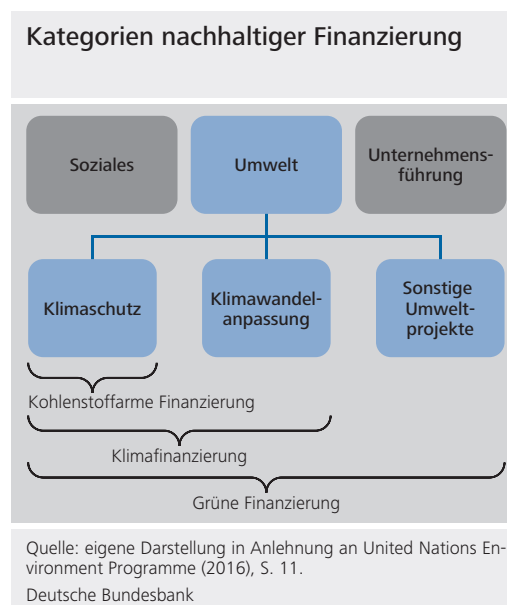 Kategorien nachhaltiger Finanzierung
Soziales
Umwelt
Unternehmens-
führung
Klimaschutz
Klimawandel-
anpassung
Sonstige
Umwelt-
projekte
Kohlenstoffarme Finanzierung
Klimafinanzierung
Grüne Finanzierung
Quelle: eigene Darstellung in Anlehnung an United Nations En-
vironment Programme (2016), S. 11.
Deutsche Bundesbank